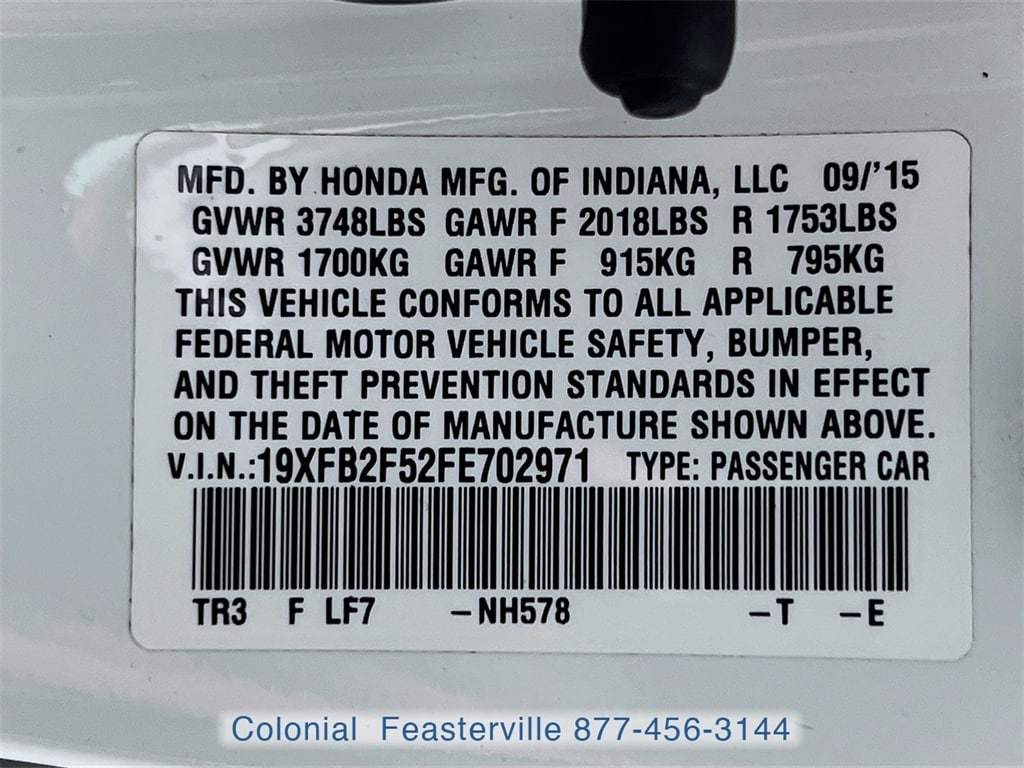 MFD. BY HONDA MFG. OF INDIANA, LLC 09/'15
GVWR 3748LBS GAWR F 2018LBS R 1753LBS
GVWR 1700KG GAWR F 915KG R 795KG
THIS VEHICLE CONFORMS TO ALL APPLICABLE
FEDERAL MOTOR VEHICLE SAFETY, BUMPER,
AND THEFT PREVENTION STANDARDS IN EFFECT
ON THE DATE OF MANUFACTURE SHOWN ABOVE.
V.I.N.:19XFB2F52FE702971 TYPE: PASSENGER CAR
TR3 F LF7 –NH578 –T –E
Colonial Feasterville 877-456-3144